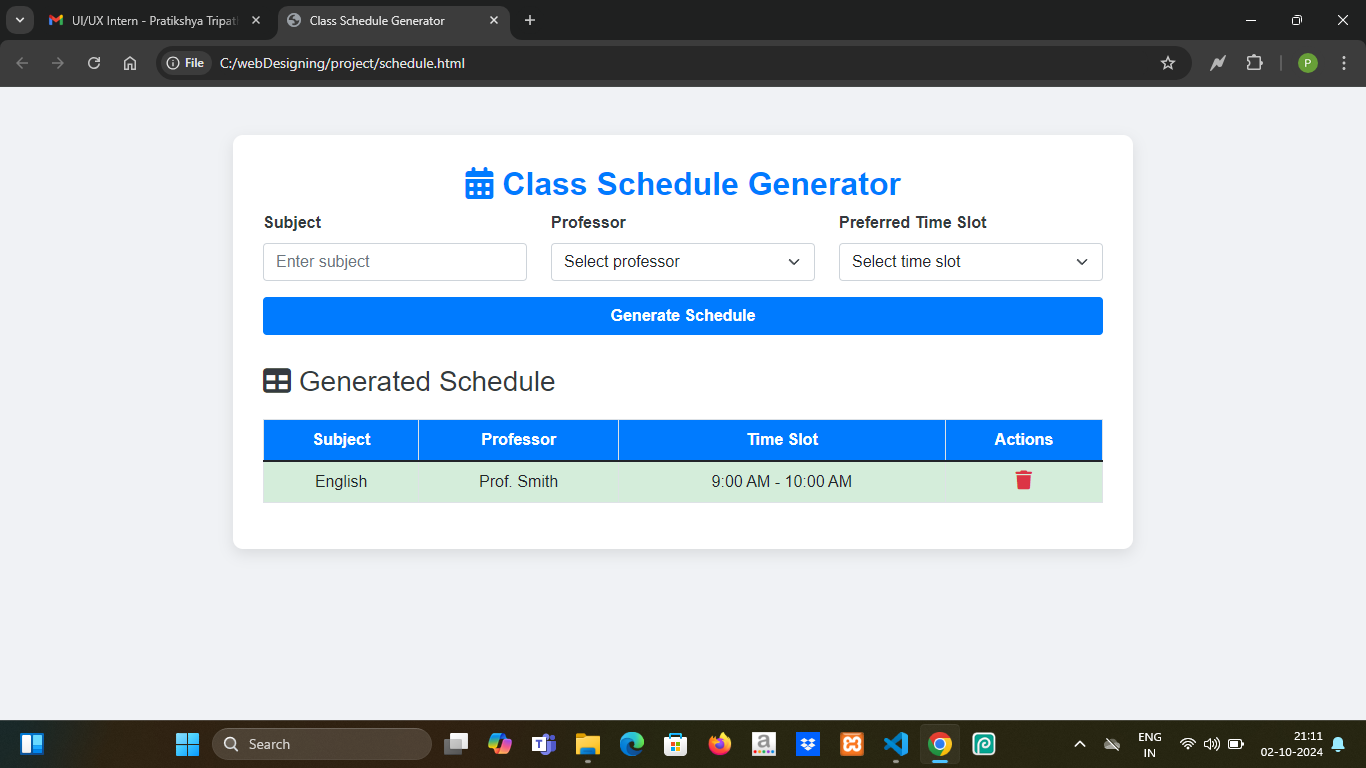 UI/UX Intern - Pratikshya Tripat
Class Schedule Generator
File
C:/webDesigning/project/schedule.html
P
Class Schedule Generator
Subject
Professor
Preferred Time Slot
Enter subject
Select professor
Select time slot
Generate Schedule
Generated Schedule
Subject
Professor
Time Slot
Actions
English
Prof. Smith
9:00 AM - 10:00 AM
Search
ENG
IN
21:11
02-10-2024